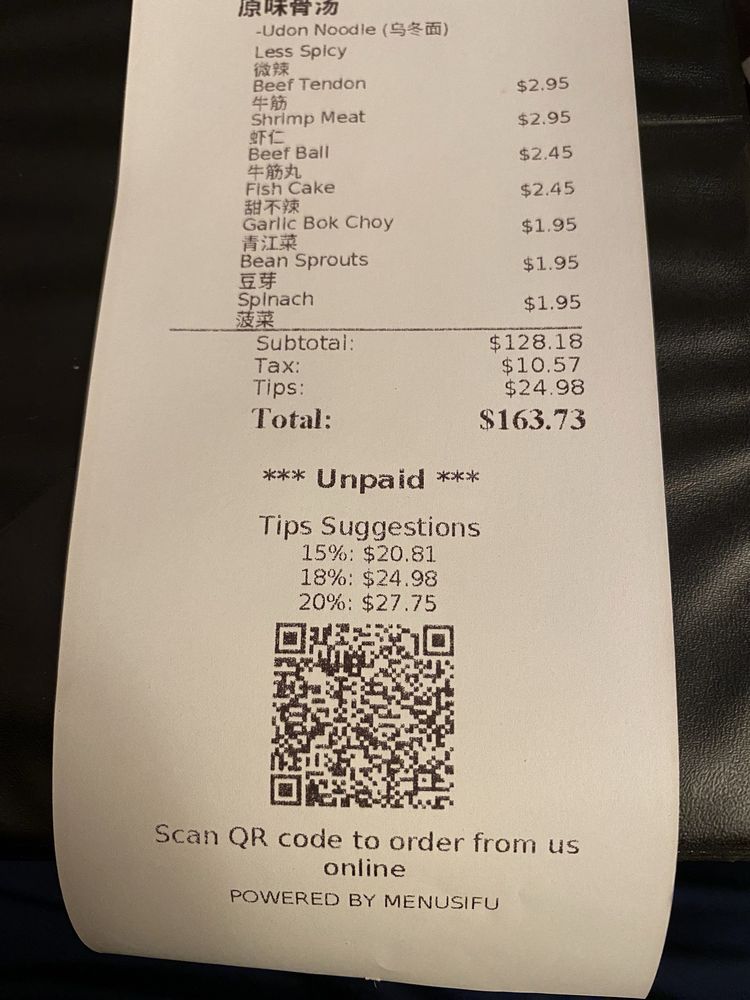 原味骨汤
-Udon Noodle (乌冬面)
Less Spicy
微辣
Beef Tendon $2.95
牛筋
Shrimp Meat $2.95
虾仁
Beef Ball $2.45
牛筋丸
Fish Cake $2.45
甜不辣
Garlic Bok Choy $1.95
青江菜
Bean Sprouts $1.95
豆芽
Spinach $1.95
菠菜
Subtotal: $128.18
Tax: $10.57
Tips: $24.98
Total: $163.73
*** Unpaid ***
Tips Suggestions
15%: $20.81
18%: $24.98
20%: $27.75
Scan QR code to order from us
online
POWERED BY MENUSIFU